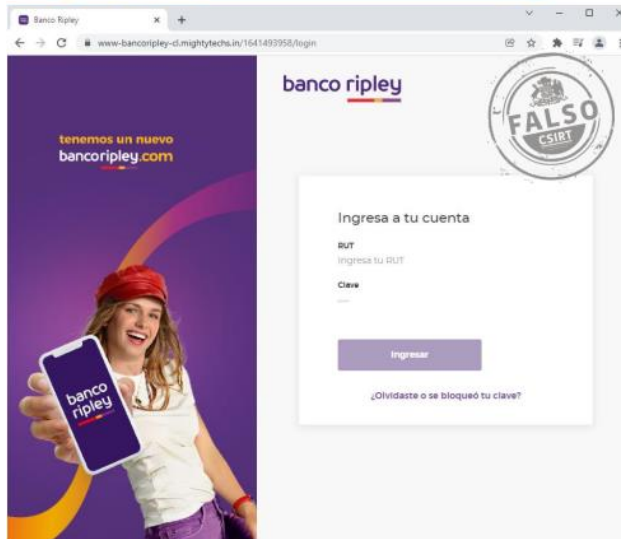 Banco Ripley
www-bancoripley-cl.mightytechs.in/1641493958/login
tenemos un nuevo
bancoripley.com
banco
ripley
banco ripley
FALSO
CSIRT
Ingresa a tu cuenta
RUT
Ingresa tu RUT
Clave
Ingresar
¿Olvidaste o se bloqueó tu clave?